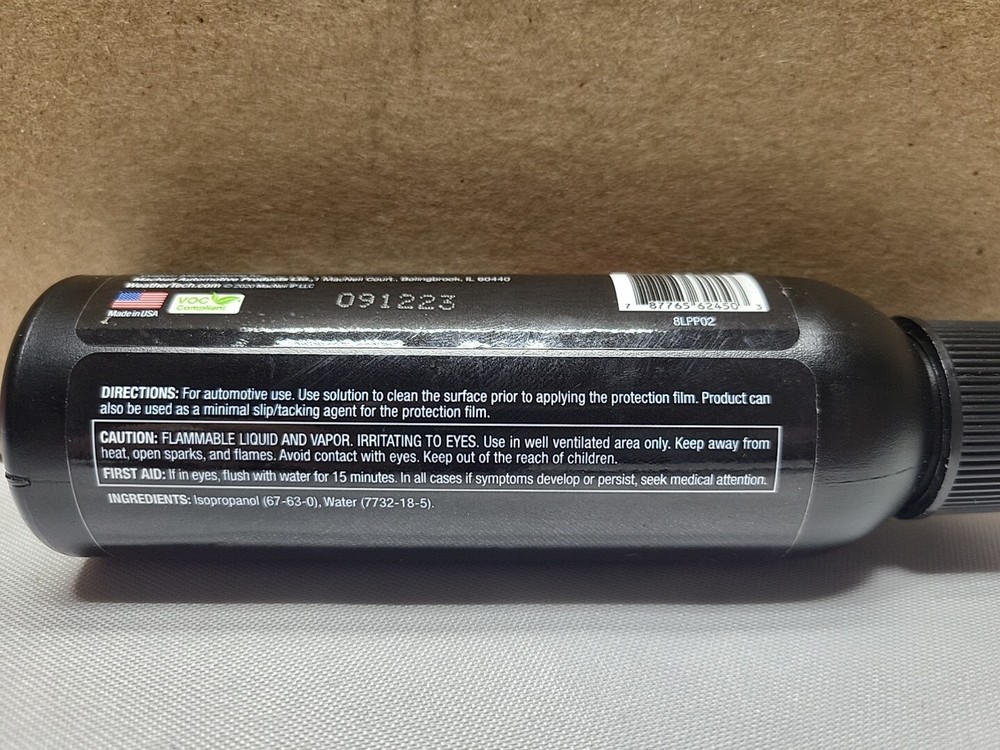 MacNeil Automotive Products Ltd., 1 MacNeil Court., Bolingbrook, IL 60440
WeatherTech.com © 2020 MacNeil IP LLC
Made in USA
VOC
Compliant
091223
7 87765 62450 3
8LPP02
DIRECTIONS: For automotive use. Use solution to clean the surface prior to applying the protection film. Product can
also be used as a minimal slip/tacking agent for the protection film.
CAUTION: FLAMMABLE LIQUID AND VAPOR. IRRITATING TO EYES. Use in well ventilated area only. Keep away from
heat, open sparks, and flames. Avoid contact with eyes. Keep out of the reach of children.
FIRST AID: If in eyes, flush with water for 15 minutes. In all cases if symptoms develop or persist, seek medical attention.
INGREDIENTS: Isopropanol (67-63-0), Water (7732-18-5).